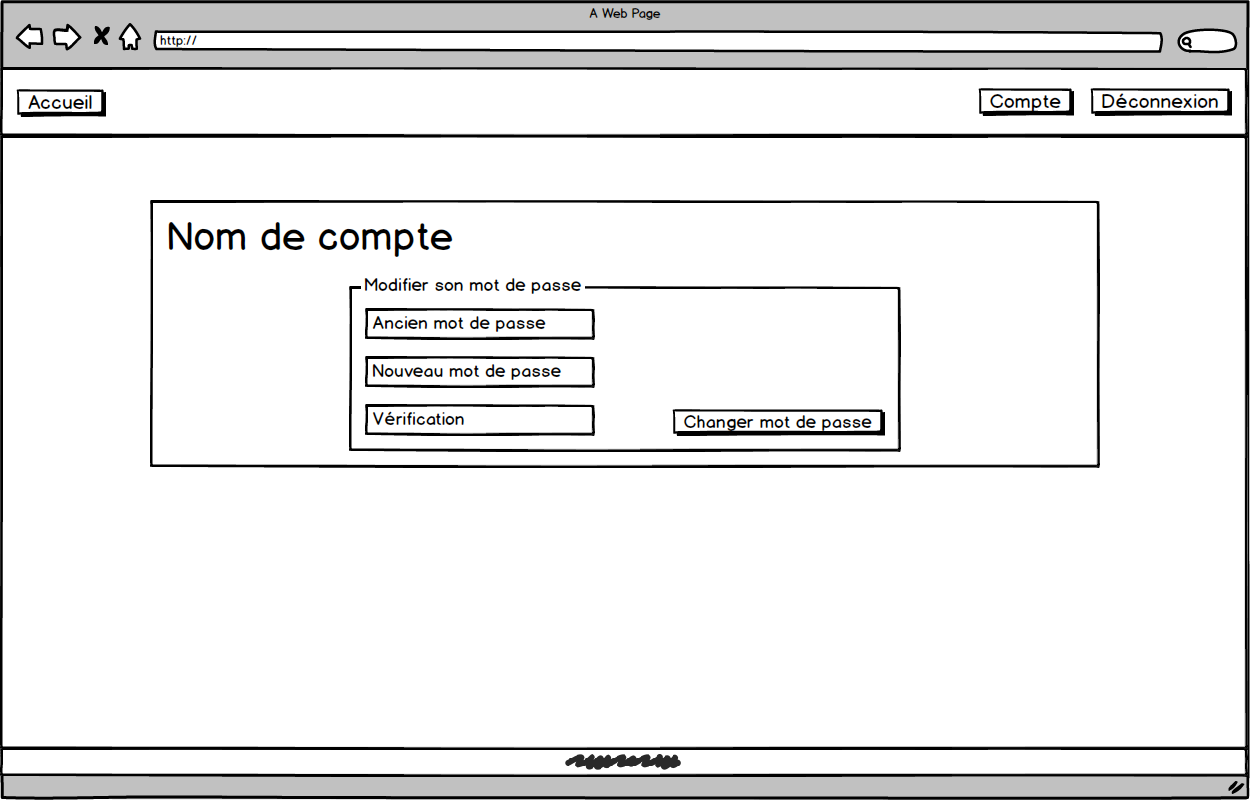 A Web Page
http://
Accueil
Compte
Déconnexion
Nom de compte
Modifier son mot de passe
Ancien mot de passe
Nouveau mot de passe
Vérification
Changer mot de passe